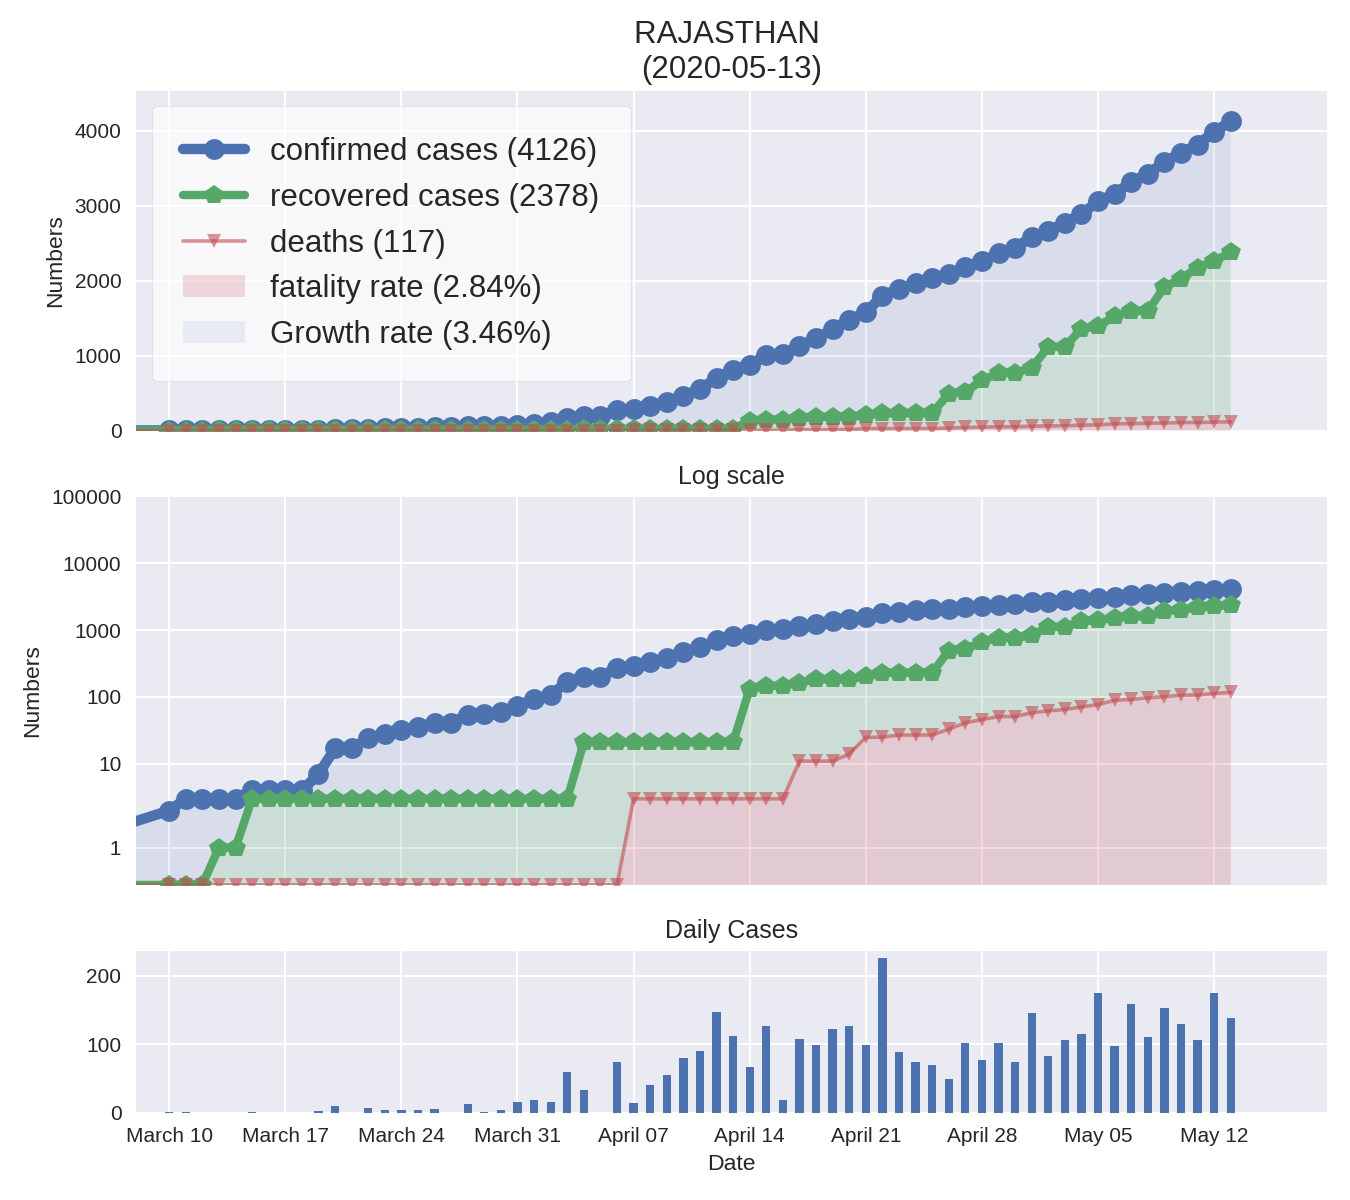 RAJASTHAN
(2020-05-13)
4000
3000
2000
1000
0
Numbers
confirmed cases (4126)
recovered cases (2378)
deaths (117)
fatality rate (2.84%)
Growth rate (3.46%)
Log scale
100000
10000
1000
100
10
1
Numbers
Daily Cases
200
100
0
March 10 March 17 March 24 March 31 April 07 April 14 April 21 April 28 May 05 May 12
Date